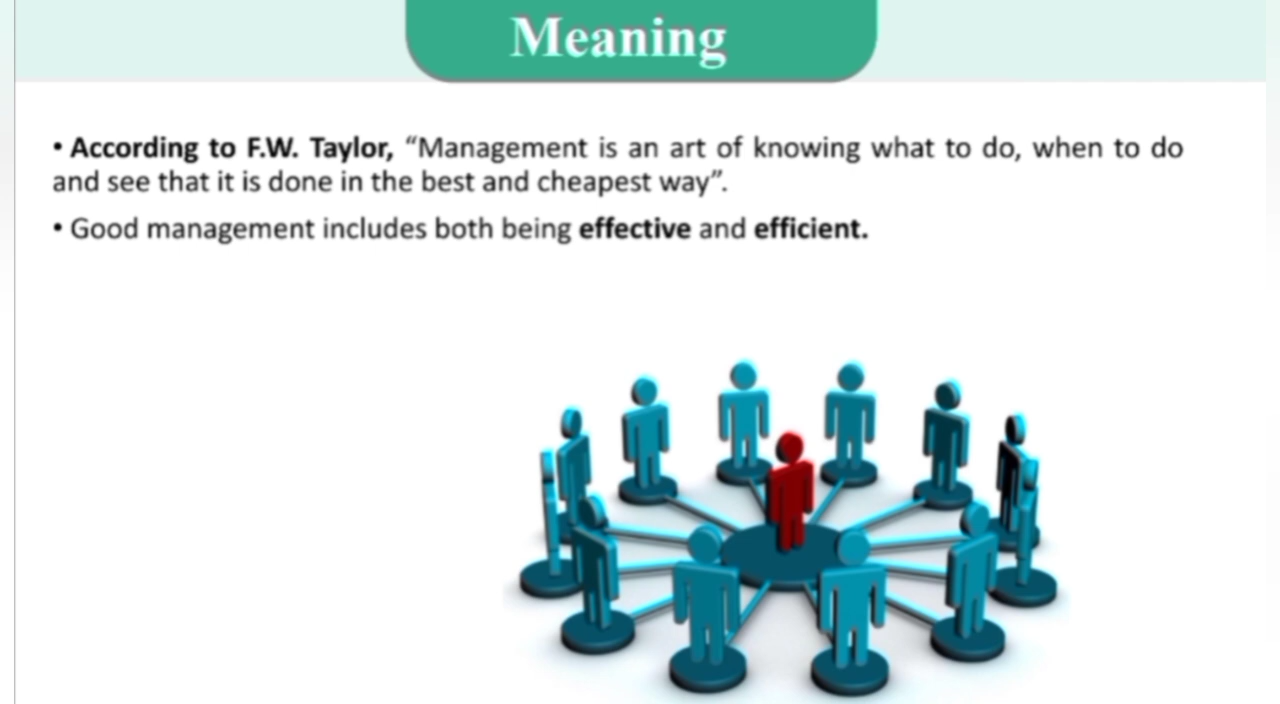 Meaning
• According to F.W. Taylor, “Management is an art of knowing what to do, when to do
and see that it is done in the best and cheapest way”.
• Good management includes both being effective and efficient.